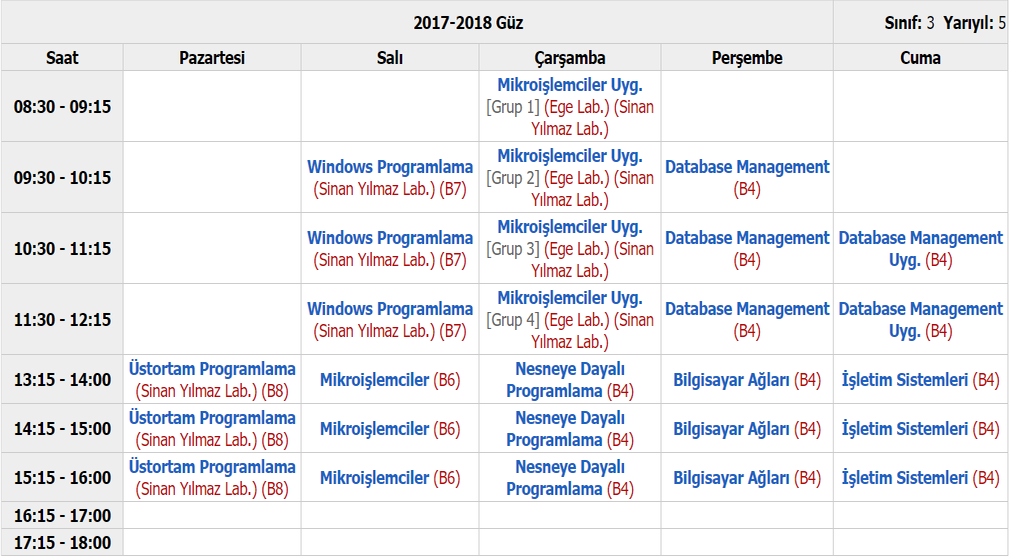 2017-2018 Güz Sınıf: 3 Yarıyıl: 5
Saat Pazartesi Salı Çarşamba Perşembe Cuma
08:30 - 09:15
Mikroişlemciler Uyg.
[Grup 1] (Ege Lab.) (Sinan
Yılmaz Lab.)
09:30 - 10:15
Windows Programlama
(Sinan Yılmaz Lab.) (B7)
Mikroişlemciler Uyg.
[Grup 2] (Ege Lab.) (Sinan
Yılmaz Lab.)
Database Management
(B4)
10:30 - 11:15
Windows Programlama
(Sinan Yılmaz Lab.) (B7)
Mikroişlemciler Uyg.
[Grup 3] (Ege Lab.) (Sinan
Yılmaz Lab.)
Database Management
(B4)
Database Management
Uyg. (B4)
11:30 - 12:15
Windows Programlama
(Sinan Yılmaz Lab.) (B7)
Mikroişlemciler Uyg.
[Grup 4] (Ege Lab.) (Sinan
Yılmaz Lab.)
Database Management
(B4)
Database Management
Uyg. (B4)
13:15 - 14:00
Üstortam Programlama
(Sinan Yılmaz Lab.) (B8)
Mikroişlemciler (B6)
Nesneye Dayalı
Programlama (B4)
Bilgisayar Ağları (B4)
İşletim Sistemleri (B4)
14:15 - 15:00
Üstortam Programlama
(Sinan Yılmaz Lab.) (B8)
Mikroişlemciler (B6)
Nesneye Dayalı
Programlama (B4)
Bilgisayar Ağları (B4)
İşletim Sistemleri (B4)
15:15 - 16:00
Üstortam Programlama
(Sinan Yılmaz Lab.) (B8)
Mikroişlemciler (B6)
Nesneye Dayalı
Programlama (B4)
Bilgisayar Ağları (B4)
İşletim Sistemleri (B4)
16:15 - 17:00
17:15 - 18:00